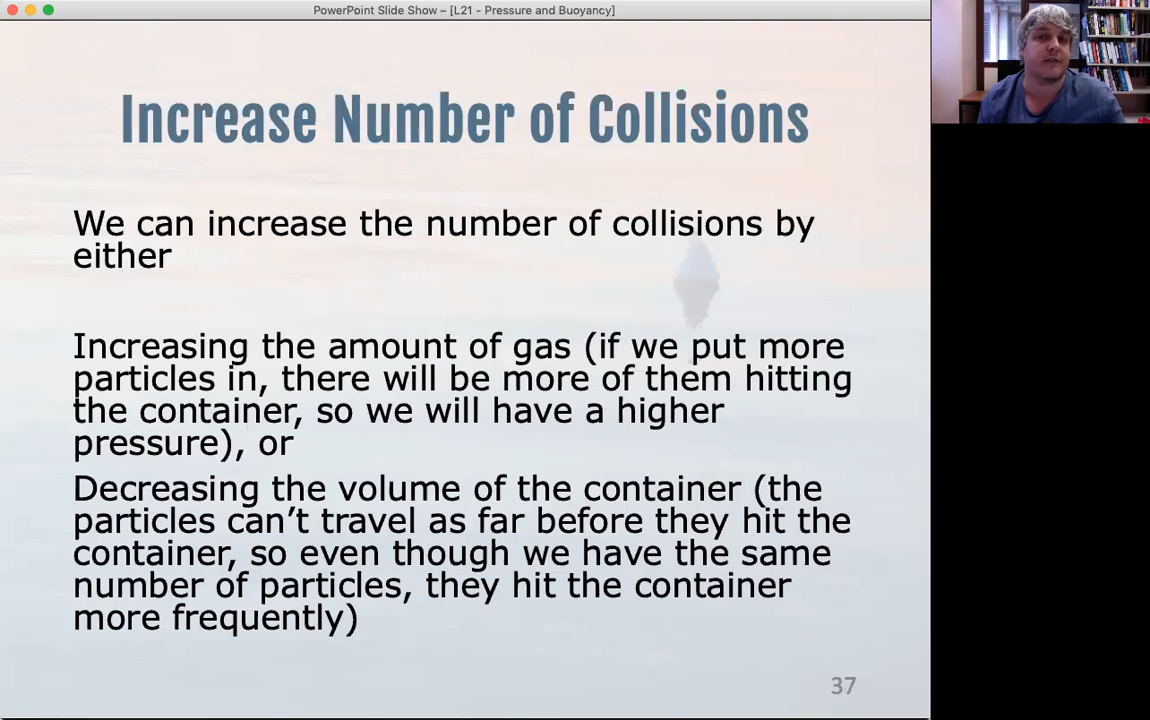 PowerPoint Slide Show – [L21 - Pressure and Buoyancy]
Increase Number of Collisions
We can increase the number of collisions by
either
Increasing the amount of gas (if we put more
particles in, there will be more of them hitting
the container, so we will have a higher
pressure), or
Decreasing the volume of the container (the
particles can’t travel as far before they hit the
container, so even though we have the same
number of particles, they hit the container
more frequently)
37